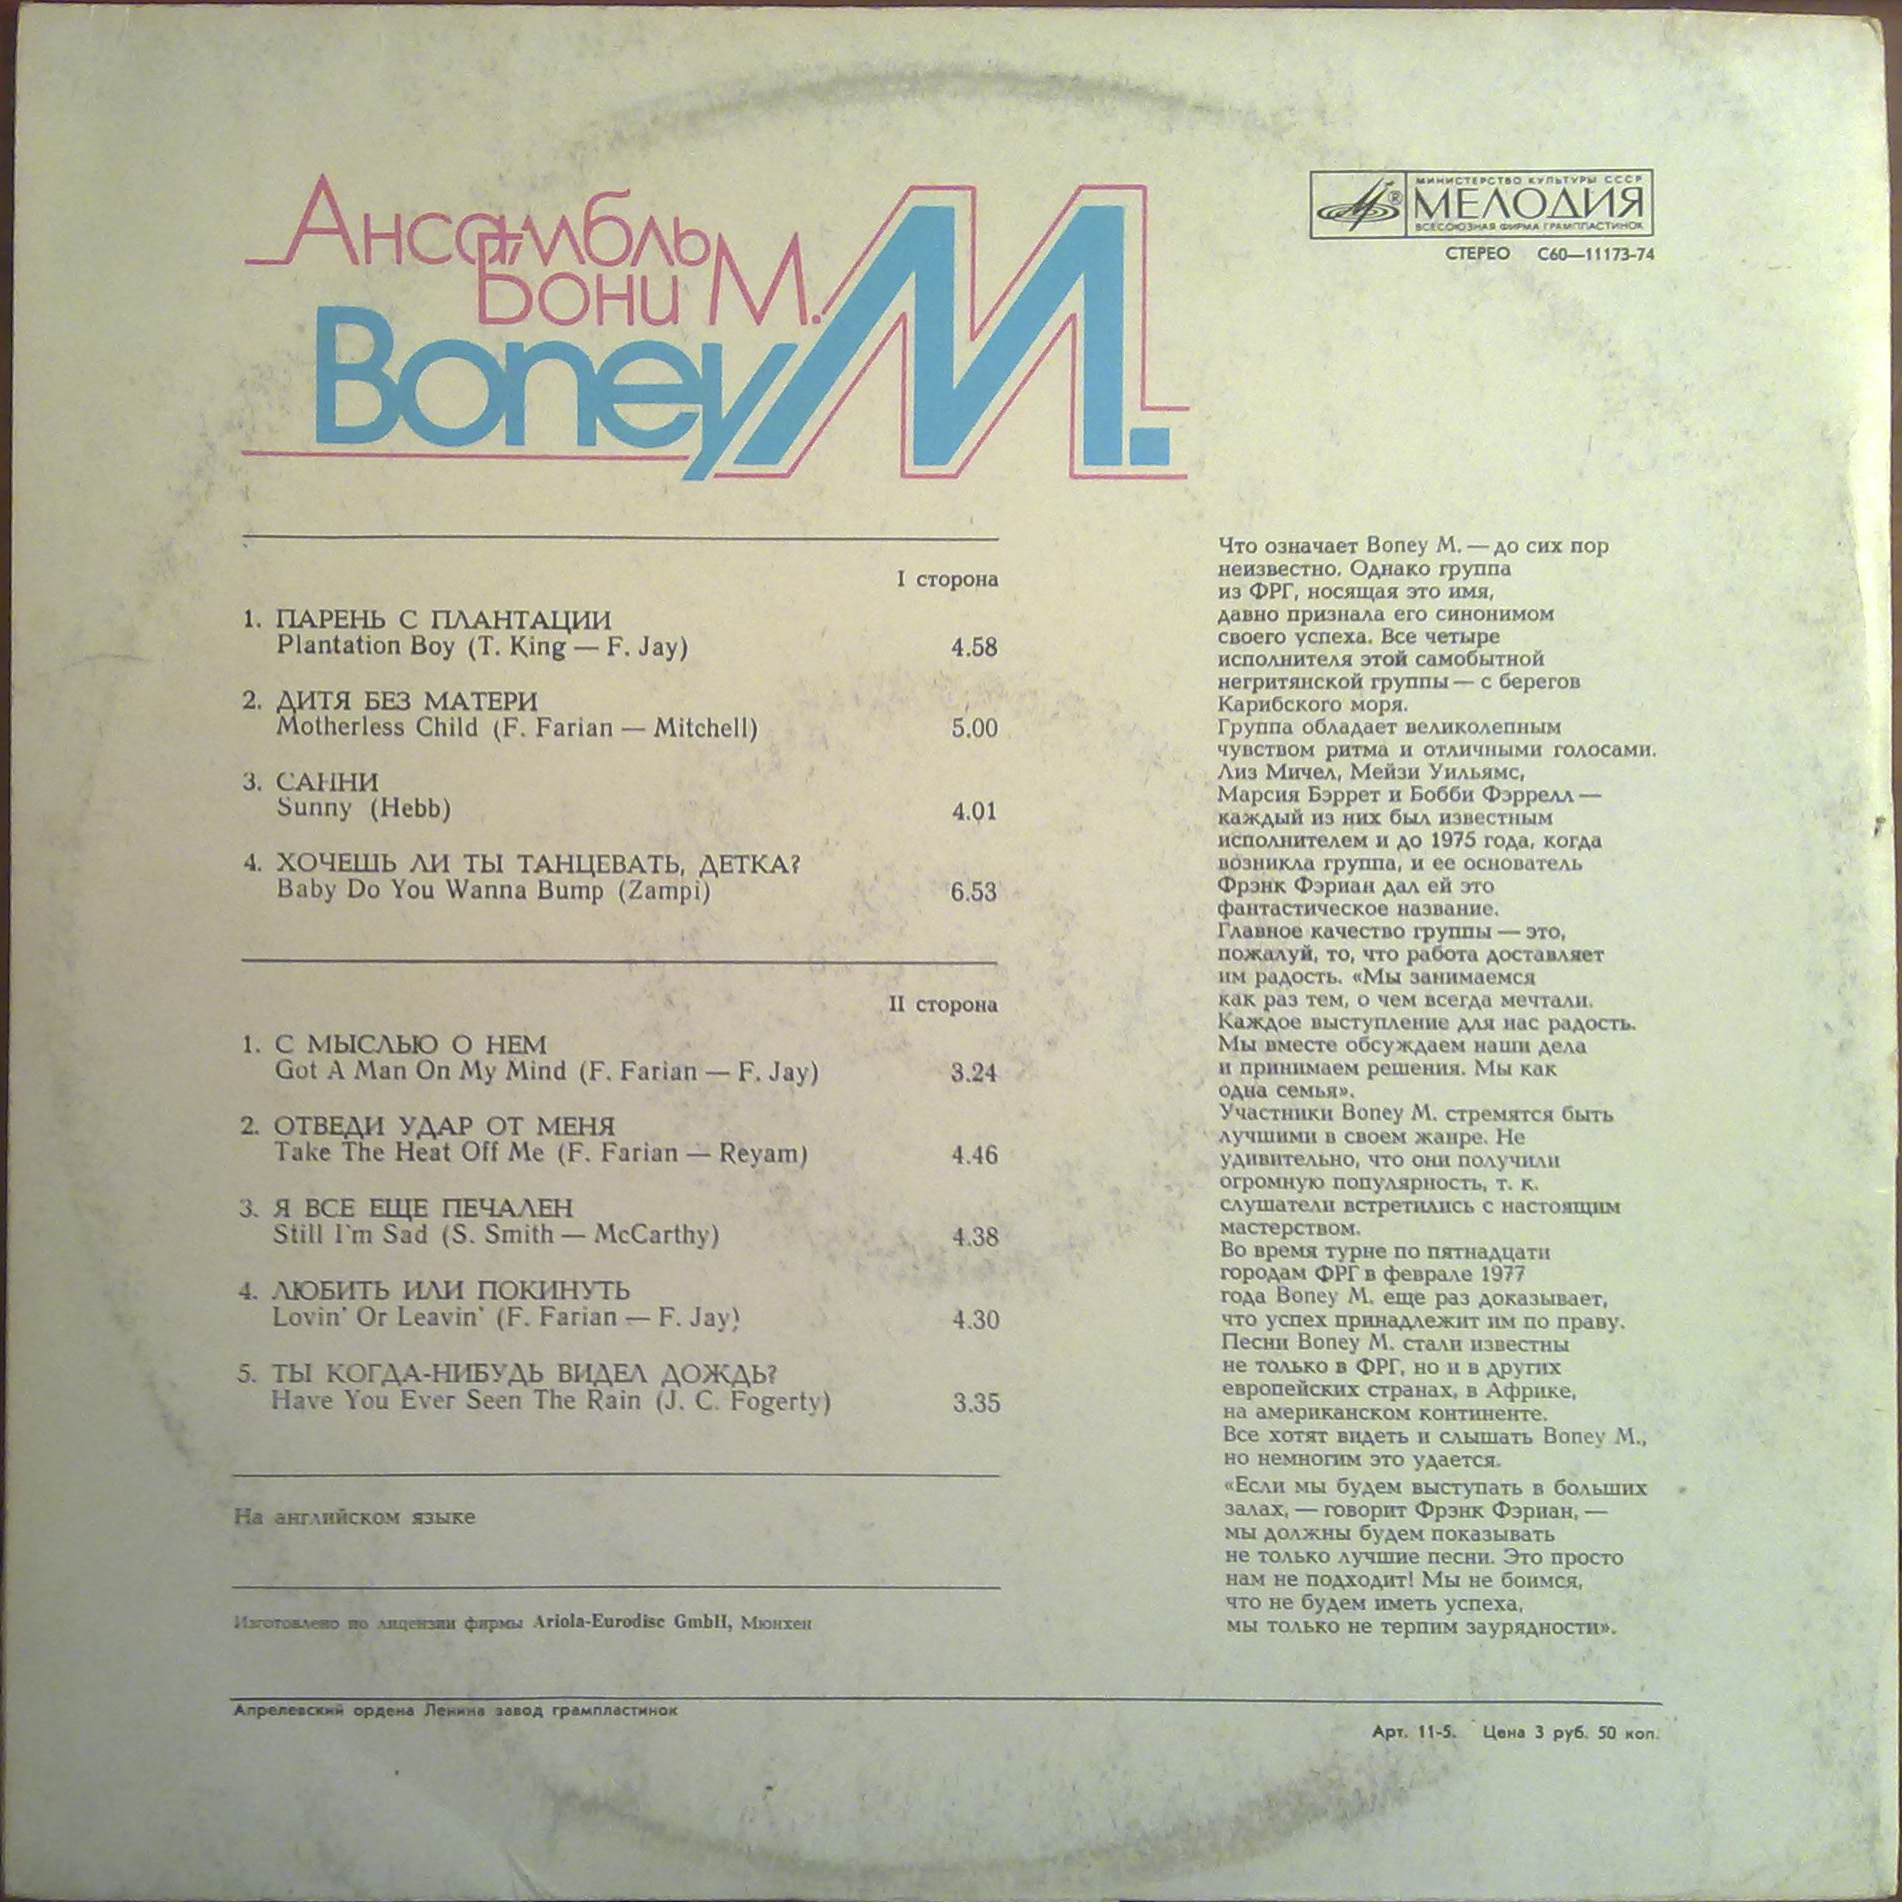 Ансамбль
Бони М.
Boney M.
МИНИСТЕРСТВО КУЛЬТУРЫ СССР
МЕЛОДИЯ
®
ВСЕСОЮЗНАЯ ФИРМА ГРАМПЛАСТИНОК
СТЕРЕО С60—11173-74
I сторона
1. ПАРЕНЬ С ПЛАНТАЦИИ
Plantation Boy (T. King — F. Jay) 4.58
2. ДИТЯ БЕЗ МАТЕРИ
Motherless Child (F. Farian — Mitchell) 5.00
3. САННИ
Sunny (Hebb) 4.01
4. ХОЧЕШЬ ЛИ ТЫ ТАНЦЕВАТЬ, ДЕТКА?
Baby Do You Wanna Bump (Zampi) 6.53
II сторона
1. С МЫСЛЬЮ О НЕМ
Got A Man On My Mind (F. Farian — F. Jay) 3.24
2. ОТВЕДИ УДАР ОТ МЕНЯ
Take The Heat Off Me (F. Farian — Reyam) 4.46
3. Я ВСЕ ЕЩЕ ПЕЧАЛЕН
Still I`m Sad (S. Smith — McCarthy) 4.38
4. ЛЮБИТЬ ИЛИ ПОКИНУТЬ
Lovin' Or Leavin' (F. Farian — F. Jay) 4.30
5. ТЫ КОГДА-НИБУДЬ ВИДЕЛ ДОЖДЬ?
Have You Ever Seen The Rain (J. C. Fogerty) 3.35
На английском языке
Изготовлено по лицензии фирмы Ariola-Eurodisc GmbH, Мюнхен
Что означает Boney M. — до сих пор
неизвестно. Однако группа
из ФРГ, носящая это имя,
давно признала его синонимом
своего успеха. Все четыре
исполнителя этой самобытной
негритянской группы — с берегов
Карибского моря.
Группа обладает великолепным
чувством ритма и отличными голосами.
Лиз Мичел, Мейзи Уильямс,
Марсия Бэррет и Бобби Фэррелл —
каждый из них был известным
исполнителем и до 1975 года, когда
возникла группа, и ее основатель
Фрэнк Фэриан дал ей это
фантастическое название.
Главное качество группы — это,
пожалуй, то, что работа доставляет
им радость. «Мы занимаемся
как раз тем, о чем всегда мечтали.
Каждое выступление для нас радость.
Мы вместе обсуждаем наши дела
и принимаем решения. Мы как
одна семья».
Участники Boney M. стремятся быть
лучшими в своем жанре. Не
удивительно, что они получили
огромную популярность, т. к.
слушатели встретились с настоящим
мастерством.
Во время турне по пятнадцати
городам ФРГ в феврале 1977
года Boney M. еще раз доказывает,
что успех принадлежит им по праву.
Песни Boney M. стали известны
не только в ФРГ, но и в других
европейских странах, в Африке,
на американском континенте.
Все хотят видеть и слышать Boney M.,
но немногим это удается.
«Если мы будем выступать в больших
залах, — говорит Фрэнк Фэриан, —
мы должны будем показывать
не только лучшие песни. Это просто
нам не подходит! Мы не боимся,
что не будем иметь успеха,
мы только не терпим заурядности».
Апрелевский ордена Ленина завод грампластинок
Арт. 11-5. Цена 3 руб. 50 коп.